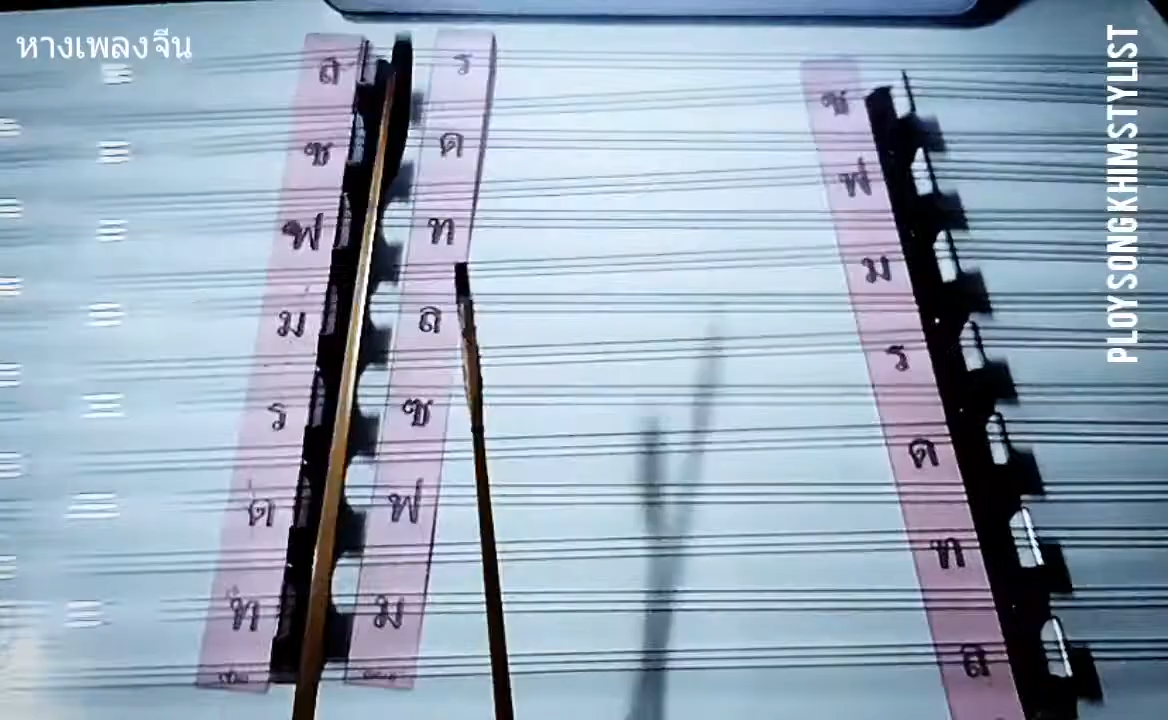 หางเพลงจีน
PLOYSONGKHIMSTYLIST
ล
ซ
ฟ
ม
ร
ด
ท
ร
ด
ท
ล
ซ
ฟ
ม
ซ
ฟ
ม
ร
ด
ท
ล